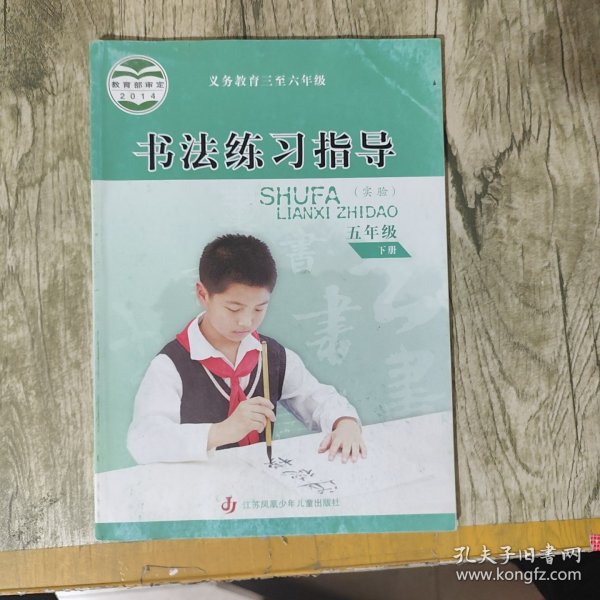 教育部审定
2014
义务教育三至六年级
书法练习指导
(实验)
SHUFA
LIANXI ZHIDAO
五年级
下册
書
江苏凤凰少年儿童出版社
孔夫子旧书网
www.kongfz.com